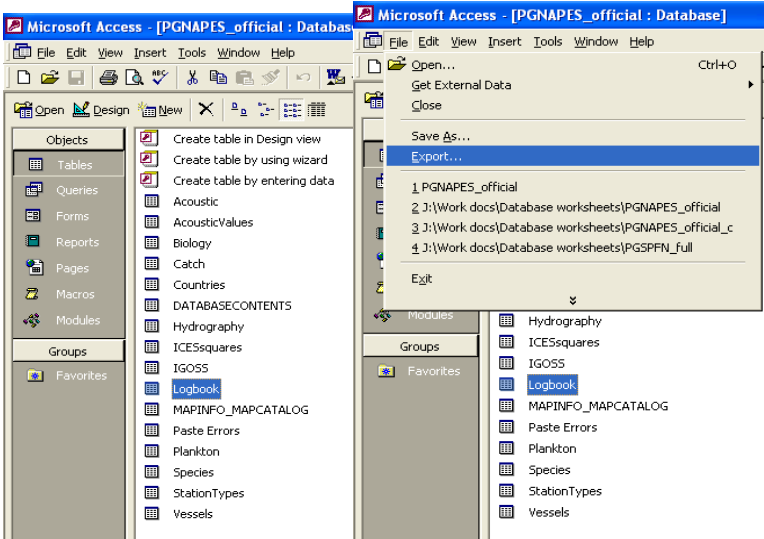 Microsoft Access - [PGNAPES_official : Databas
File Edit View Insert Tools Window Help
ABC
Open Design New
Objects
Tables
Queries
Forms
Reports
Pages
Macros
Modules
Groups
Favorites
Create table in Design view
Create table by using wizard
Create table by entering data
Acoustic
AcousticValues
Biology
Catch
Countries
DATABASECONTENTS
Hydrography
ICESsquares
IGOSS
Logbook
MAPINFO_MAPCATALOG
Paste Errors
Plankton
Species
StationTypes
Vessels
Microsoft Access - [PGNAPES_official : Database]
File Edit View Insert Tools Window Help
Open... Ctrl+O
Get External Data
Close
Save As...
Export...
1 PGNAPES_official
2 J:\Work docs\Database worksheets\PGNAPES_official
3 J:\Work docs\Database worksheets\PGNAPES_official_c
4 J:\Work docs\Database worksheets\PGSPFN_full
Exit
Modules
Groups
Favorites
Hydrography
ICESsquares
IGOSS
Logbook
MAPINFO_MAPCATALOG
Paste Errors
Plankton
Species
StationTypes
Vessels